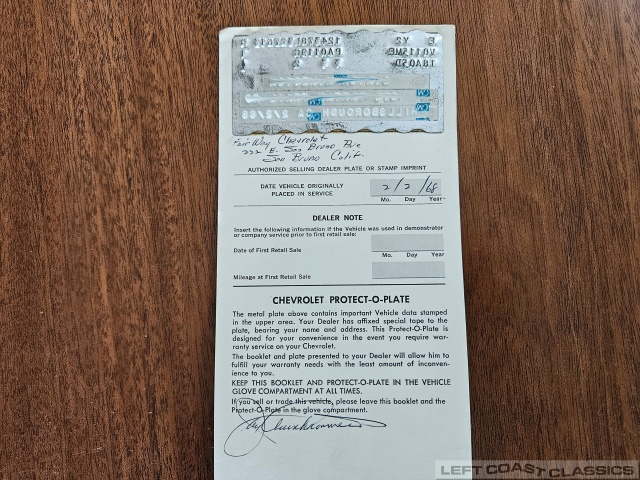 Fair Way Chevrolet
222 E. San Bruno Ave
San Bruno Calif.
AUTHORIZED SELLING DEALER PLATE OR STAMP IMPRINT
DATE VEHICLE ORIGINALLY
PLACED IN SERVICE
2/2/68
Mo. Day Year
DEALER NOTE
Insert the following information if the Vehicle was used in demonstrator
or company service prior to first retail sale:
Date of First Retail Sale
Mo. Day Year
Mileage at First Retail Sale
CHEVROLET PROTECT-O-PLATE
The metal plate above contains important Vehicle data stamped
in the upper area. Your Dealer has affixed special tape to the
plate, bearing your name and address. This Protect-O-Plate is
designed for your convenience in the event you require war-
ranty service on your Chevrolet.
The booklet and plate presented to your Dealer will allow him to
fulfill your warranty needs with the least amount of inconven-
ience to you.
KEEP THIS BOOKLET AND PROTECT-O-PLATE IN THE VEHICLE
GLOVE COMPARTMENT AT ALL TIMES.
If you sell or trade this vehicle, please leave this booklet and the
Protect-O-Plate in the glove compartment.
LEFT COAST CLASSICS